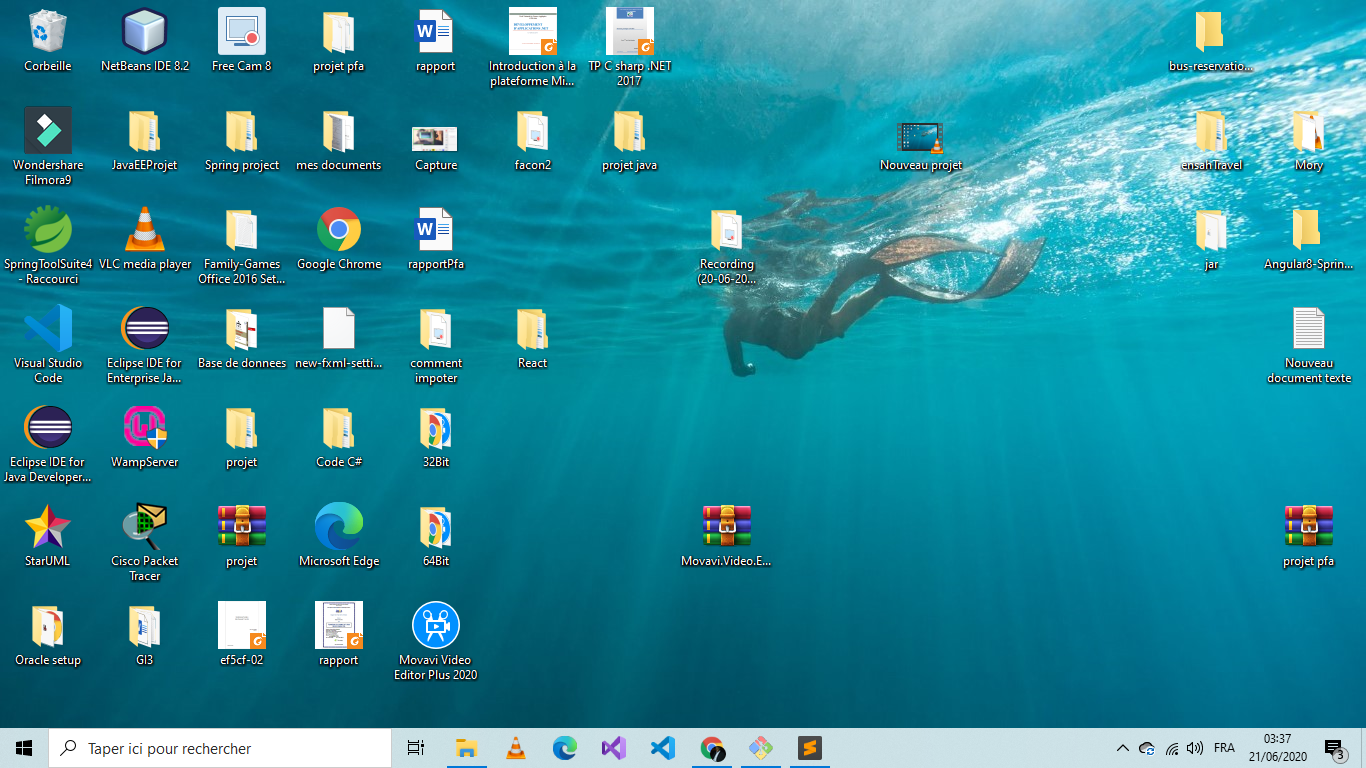 Corbeille
NetBeans IDE 8.2
Free Cam 8
projet pfa
rapport
Introduction à la
plateforme Mi...
TP C sharp .NET
2017
bus-reservatio...
Wondershare
Filmora9
JavaEEProjet
Spring project
mes documents
Capture
facon2
projet java
Nouveau projet
ensahTravel
Mory
SpringToolSuite4
- Raccourci
VLC media player
Family-Games
Office 2016 Set...
Google Chrome
rapportPfa
Recording
(20-06-20...
jar
Angular8-Sprin...
Visual Studio
Code
Eclipse IDE for
Enterprise Ja...
Base de donnees
new-fxml-setti...
comment
impoter
React
Nouveau
document texte
Eclipse IDE for
Java Developer...
WampServer
projet
Code C#
32Bit
StarUML
Cisco Packet
Tracer
projet
Microsoft Edge
64Bit
Movavi.Video.E...
projet pfa
Oracle setup
GI3
ef5cf-02
rapport
Movavi Video
Editor Plus 2020
Taper ici pour rechercher
FRA
03:37
21/06/2020
3